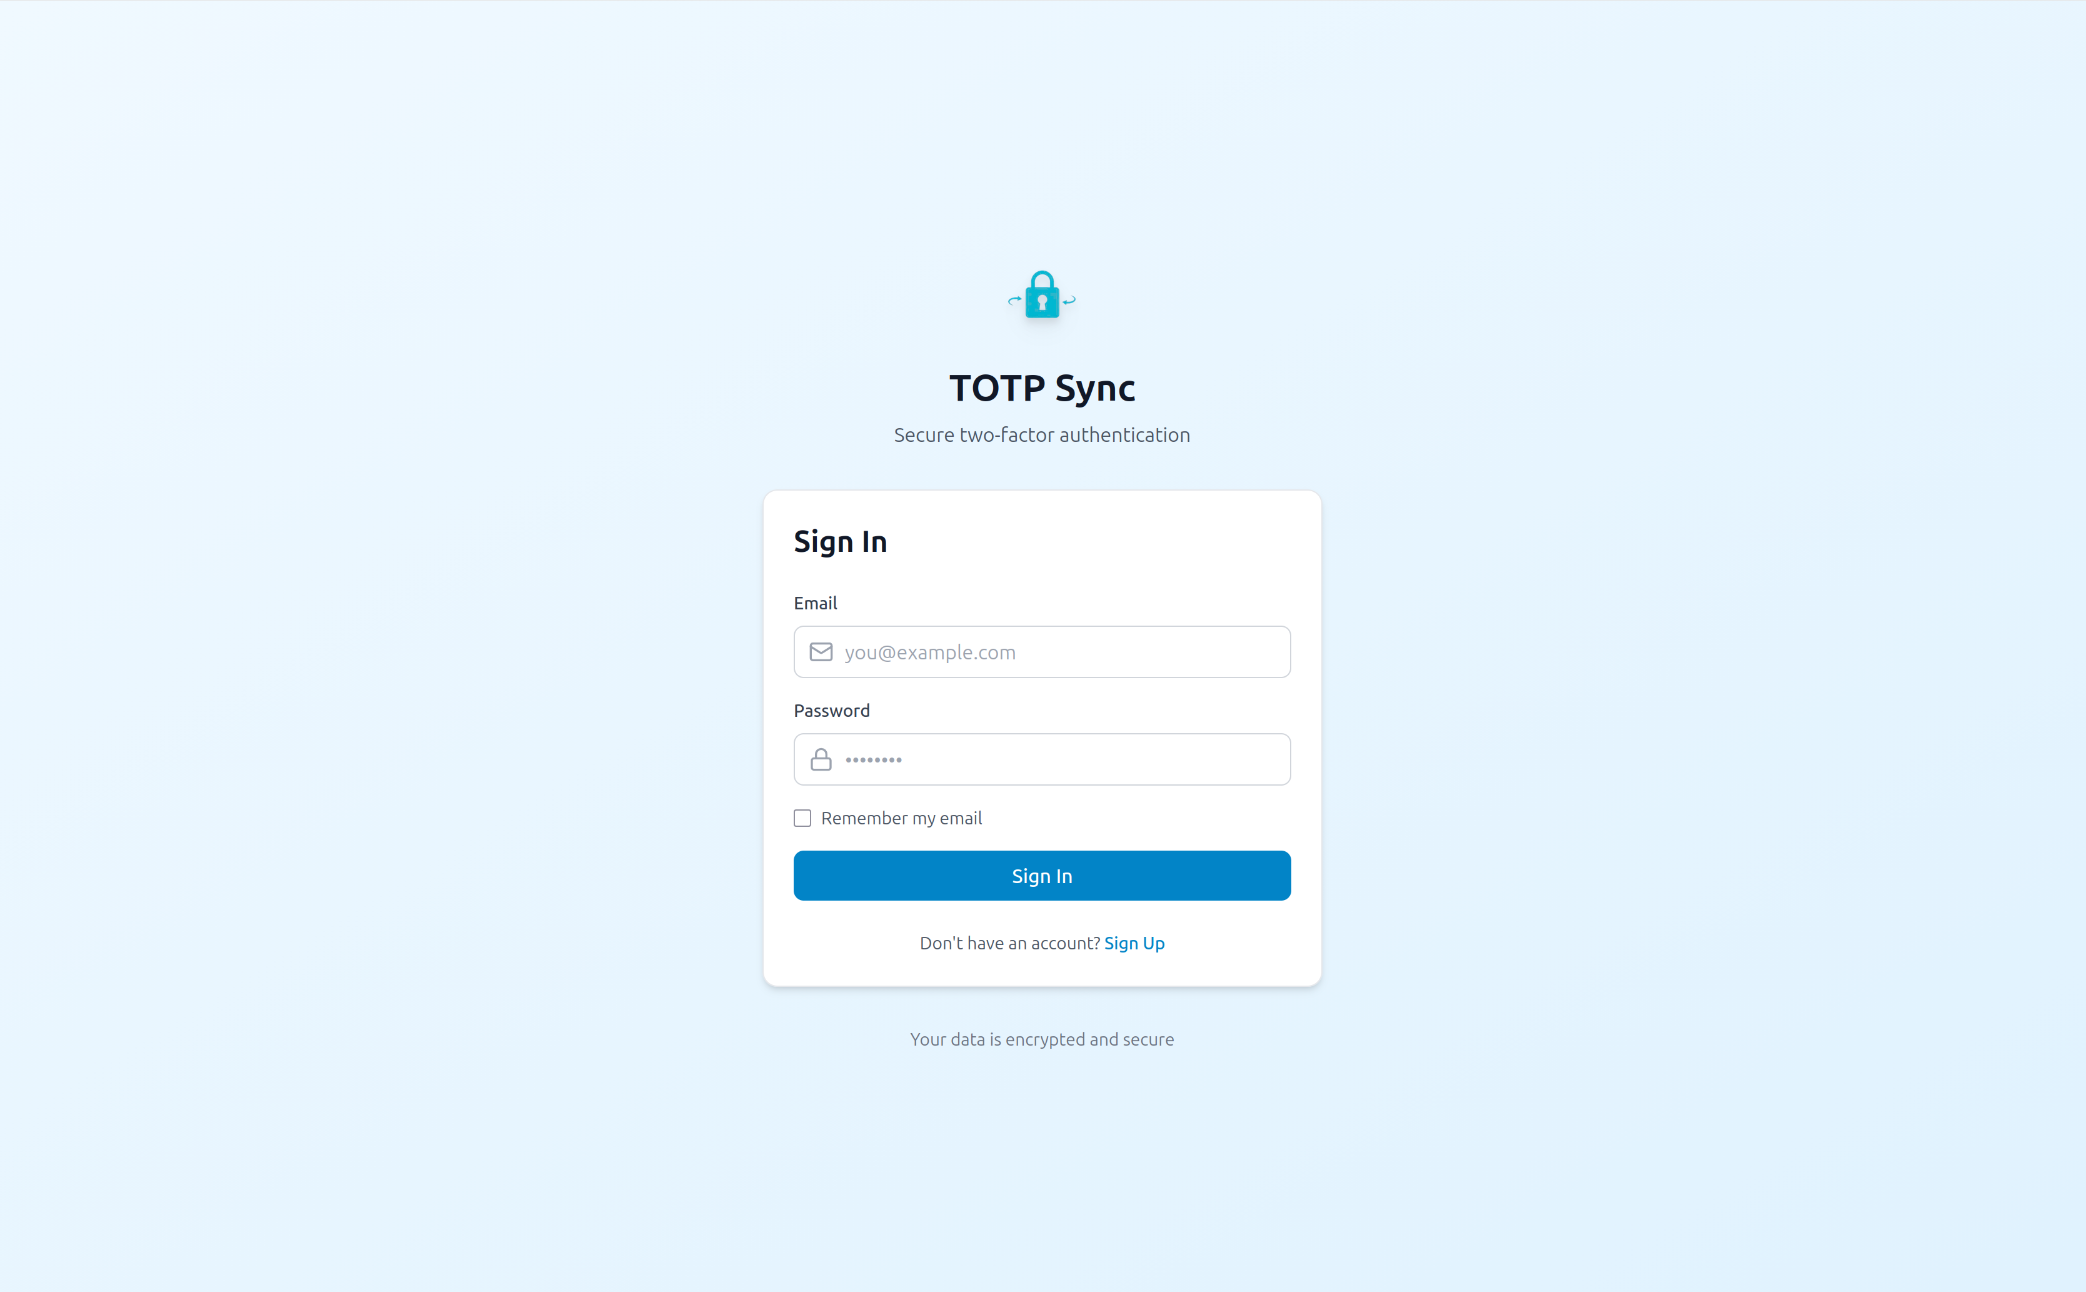 TOTP Sync
Secure two-factor authentication
Sign In
Email
you@example.com
Password
••••••••
Remember my email
Sign In
Don't have an account? Sign Up
Your data is encrypted and secure